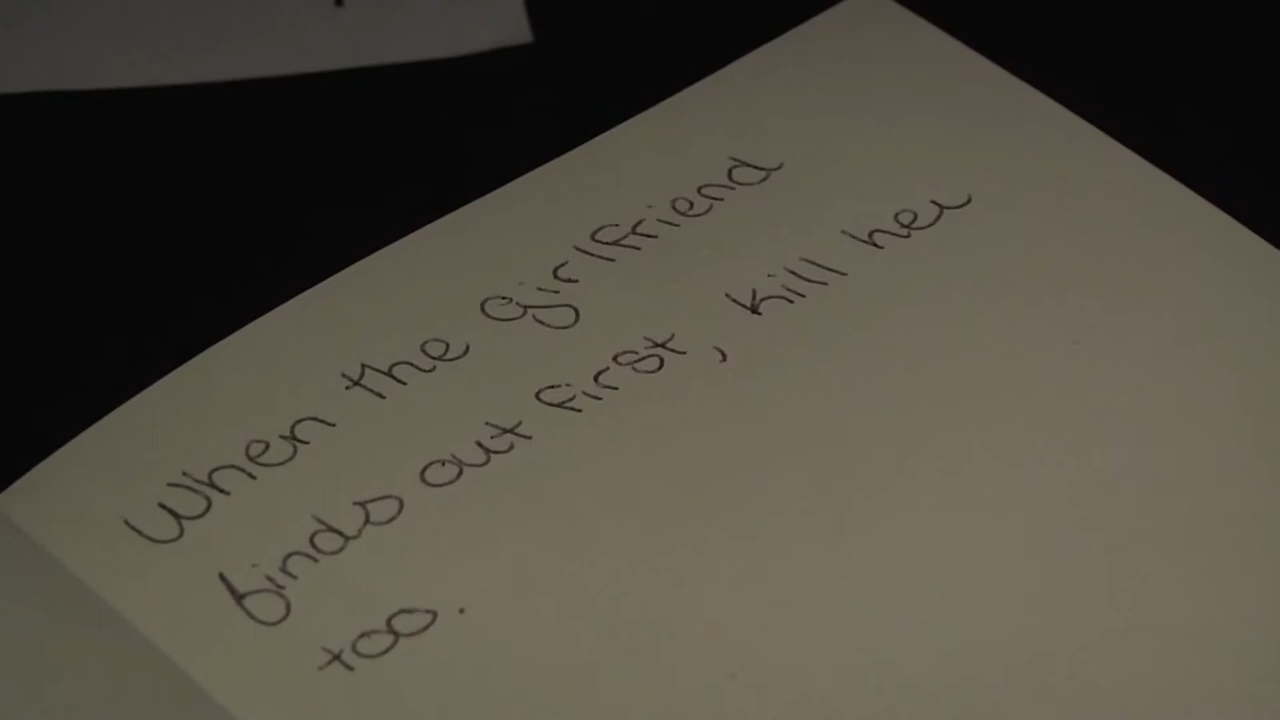 When the girlfriend
finds out first, kill her
too.